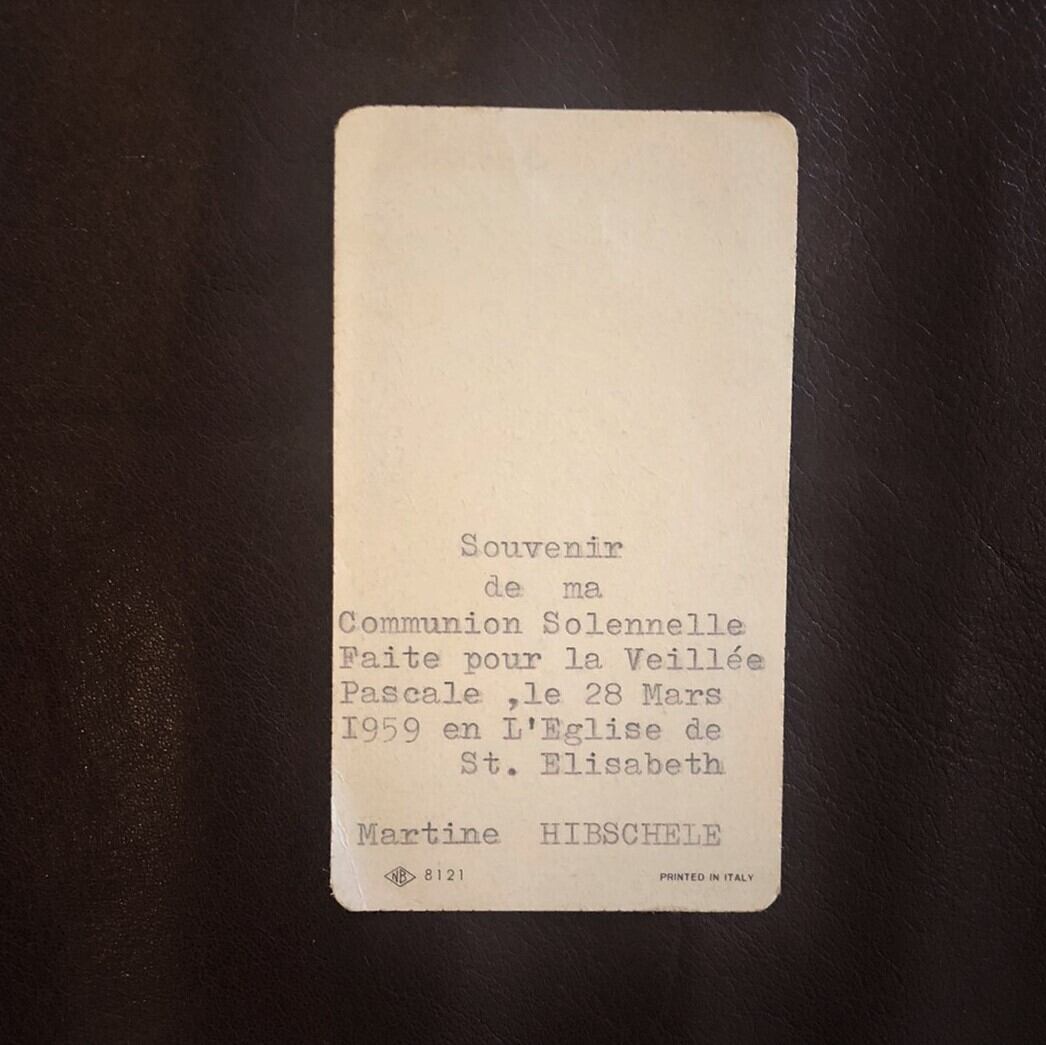 Souvenir
de ma
Communion Solennelle
Faite pour la Veillée
Pascale ,le 28 Mars
I959 en L'Eglise de
St. Elisabeth
Martine HIBSCHELE
NB 8121 PRINTED IN ITALY